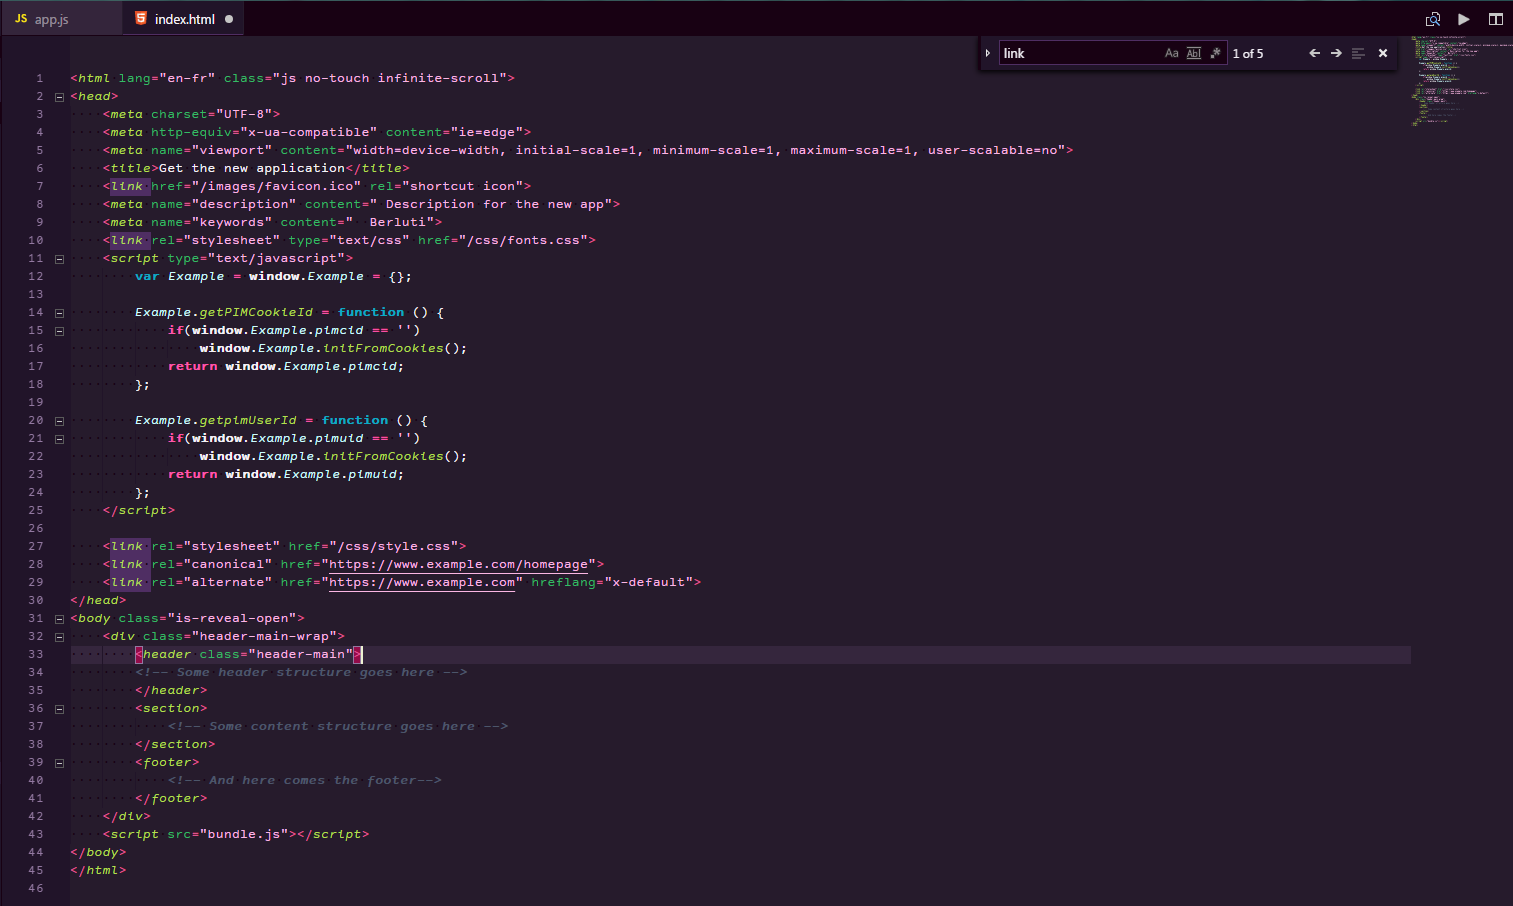 JS app.js
index.html
link Aa Abl .* 1 of 5
1 <html lang="en-fr" class="js no-touch infinite-scroll">
2 <head>
3 <meta charset="UTF-8">
4 <meta http-equiv="x-ua-compatible" content="ie=edge">
5 <meta name="viewport" content="width=device-width, initial-scale=1, minimum-scale=1, maximum-scale=1, user-scalable=no">
6 <title>Get the new application</title>
7 <link href="/images/favicon.ico" rel="shortcut icon">
8 <meta name="description" content=" Description for the new app">
9 <meta name="keywords" content="  Berluti">
10 <link rel="stylesheet" type="text/css" href="/css/fonts.css">
11 <script type="text/javascript">
12 var Example = window.Example = {};
13
14 Example.getPIMCookieId = function () {
15 if(window.Example.pimcid == '')
16 window.Example.initFromCookies();
17 return window.Example.pimcid;
18 };
19
20 Example.getpimUserId = function () {
21 if(window.Example.pimuid == '')
22 window.Example.initFromCookies();
23 return window.Example.pimuid;
24 };
25 </script>
26
27 <link rel="stylesheet" href="/css/style.css">
28 <link rel="canonical" href="https://www.example.com/homepage">
29 <link rel="alternate" href="https://www.example.com" hreflang="x-default">
30 </head>
31 <body class="is-reveal-open">
32 <div class="header-main-wrap">
33 <header class="header-main">
34 <!-- Some header structure goes here -->
35 </header>
36 <section>
37 <!-- Some content structure goes here -->
38 </section>
39 <footer>
40 <!-- And here comes the footer-->
41 </footer>
42 </div>
43 <script src="bundle.js"></script>
44 </body>
45 </html>
46